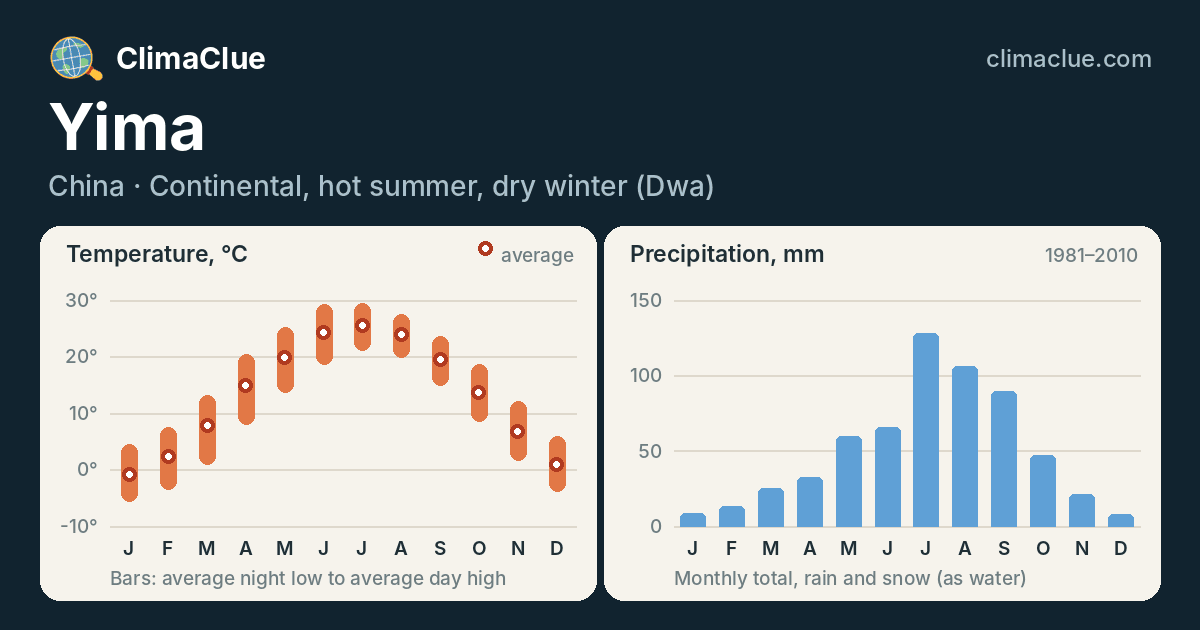 ClimaClue
climaclue.com
Yima
China · Continental, hot summer, dry winter (Dwa)
Temperature, °C
average
30°
20°
10°
0°
-10°
J F M A M J J A S O N D
Bars: average night low to average day high
Precipitation, mm
1981–2010
150
100
50
0
J F M A M J J A S O N D
Monthly total, rain and snow (as water)